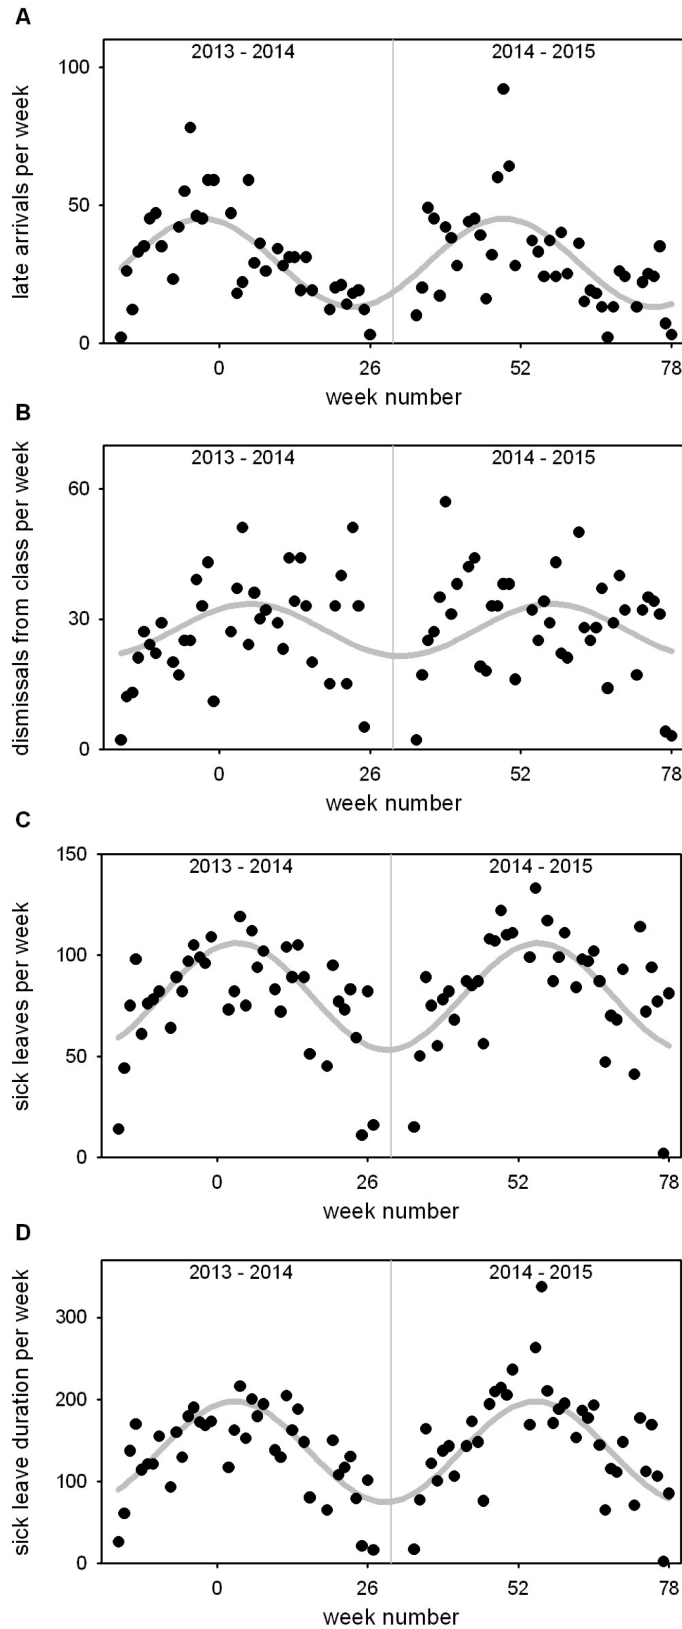 A
2013 - 2014 2014 - 2015
late arrivals per week
100
50
0
0 26 52 78
week number
B
2013 - 2014 2014 - 2015
dismissals from class per week
60
30
0
0 26 52 78
week number
C
2013 - 2014 2014 - 2015
sick leaves per week
150
100
50
0
0 26 52 78
week number
D
2013 - 2014 2014 - 2015
sick leave duration per week
300
200
100
0
0 26 52 78
week number